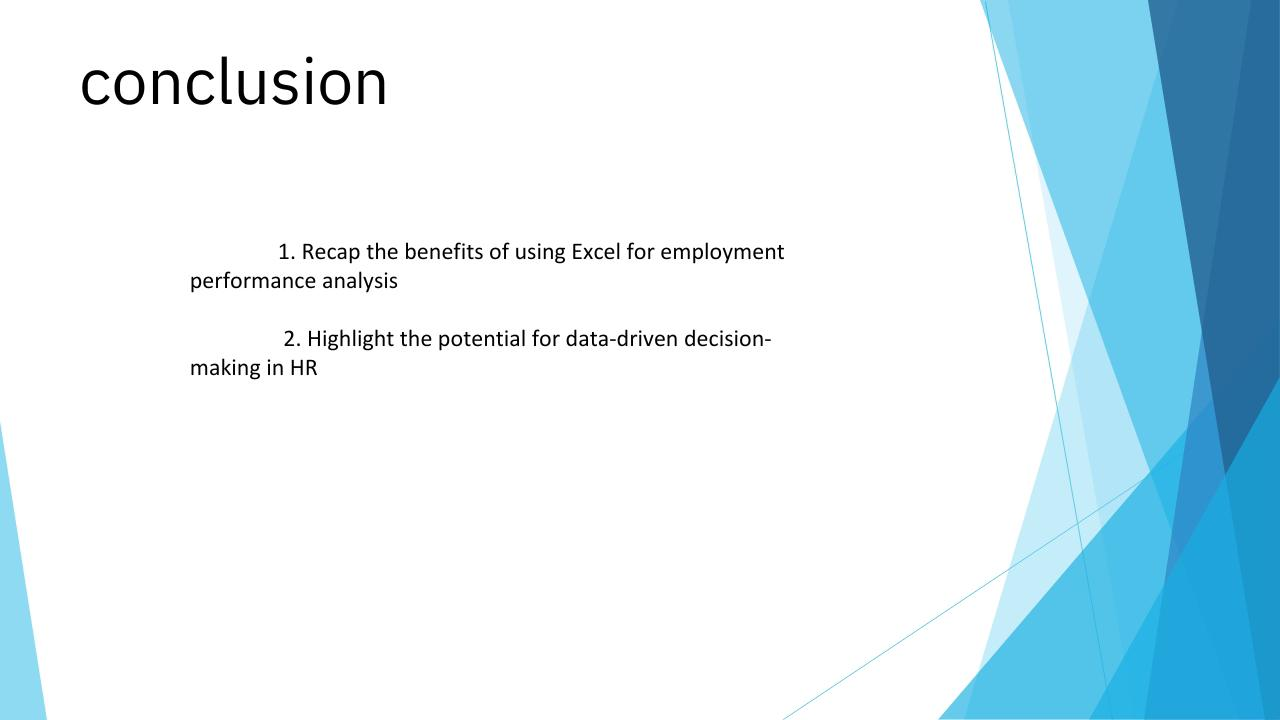 conclusion
1. Recap the benefits of using Excel for employment
performance analysis
2. Highlight the potential for data-driven decision-
making in HR